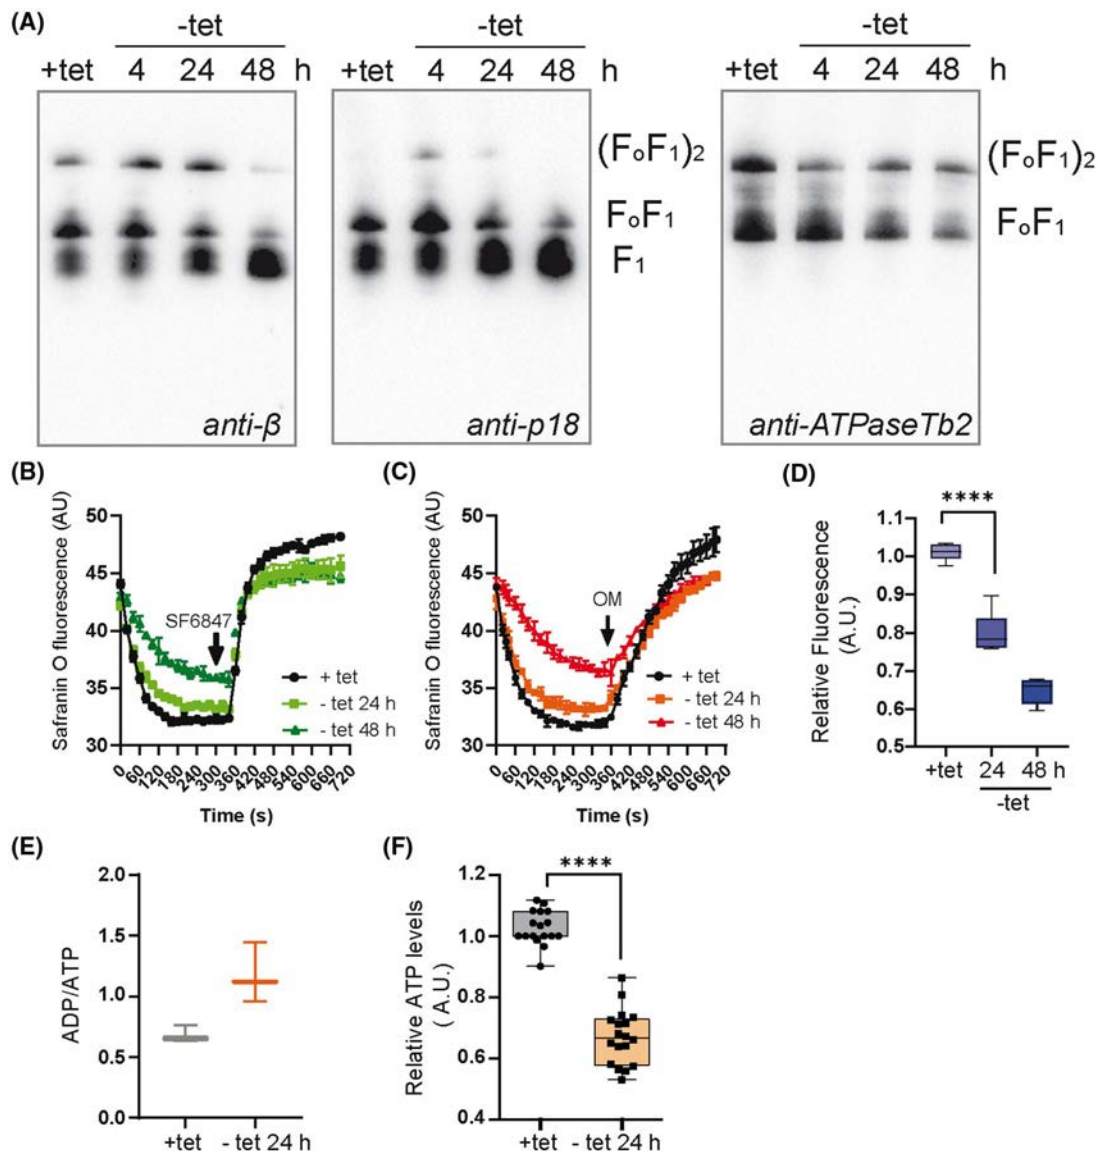 (A)
-tet -tet -tet
+tet 4 24 48 h +tet 4 24 48 h +tet 4 24 48 h
(FoF1)2 (FoF1)2
FoF1 FoF1
F1
anti-β anti-p18 anti-ATPaseTb2
(B)
Safranin O fluorescence (AU)
50
45
40
35
30
SF6847
+ tet
- tet 24 h
- tet 48 h
0 60 120 180 240 300 360 420 480 540 600 660 720
Time (s)
(C)
Safranin O fluorescence (AU)
50
45
40
35
30
OM
+ tet
- tet 24 h
- tet 48 h
0 60 120 180 240 300 360 420 480 540 600 660 720
Time (s)
(D)
Relative Fluorescence
(A.U.)
****
1.1
1.0
0.9
0.8
0.7
0.6
0.5
+tet 24 48 h
-tet
(E)
ADP/ATP
2.0
1.5
1.0
0.5
0.0
+tet - tet 24 h
(F)
Relative ATP levels
( A.U.)
****
1.2
1.0
0.8
0.6
0.4
+tet - tet 24 h